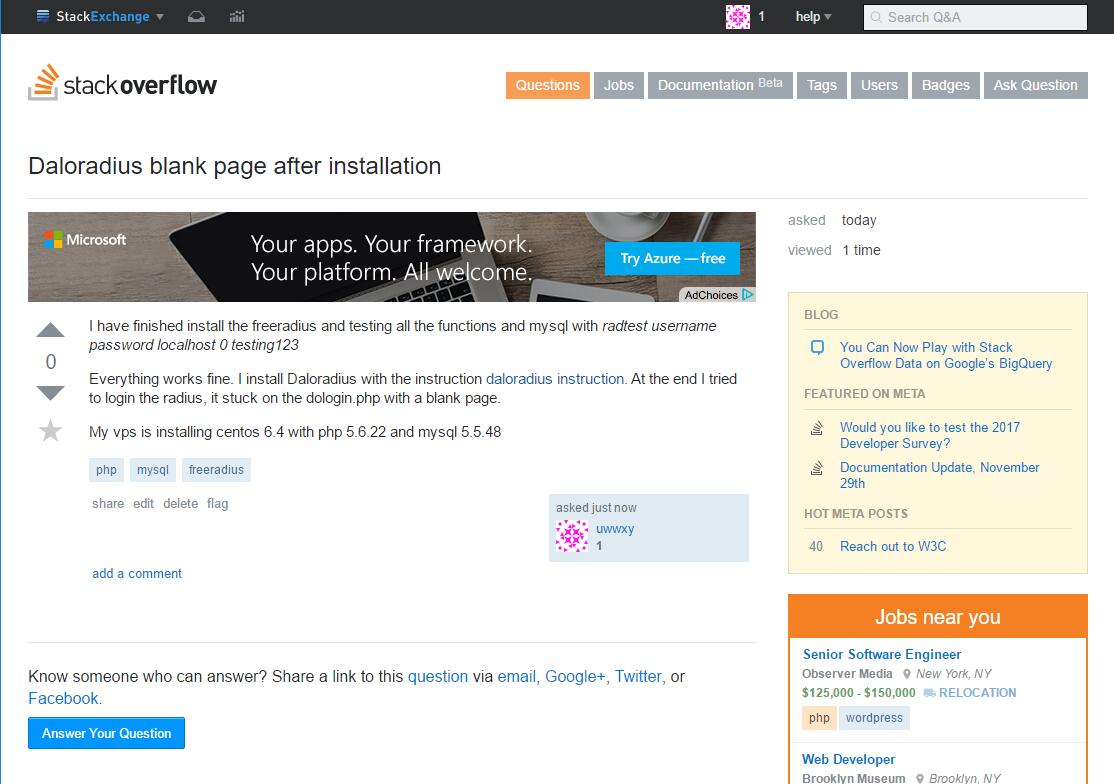 StackExchange
1
help
Search Q&A
stackoverflow
Questions
Jobs
Documentation Beta
Tags
Users
Badges
Ask Question
Daloradius blank page after installation
Microsoft
Your apps. Your framework.
Your platform. All welcome.
Try Azure — free
AdChoices
0
I have finished install the freeradius and testing all the functions and mysql with radtest username
password localhost 0 testing123
Everything works fine. I install Daloradius with the instruction daloradius instruction. At the end I tried
to login the radius, it stuck on the dologin.php with a blank page.
My vps is installing centos 6.4 with php 5.6.22 and mysql 5.5.48
php mysql freeradius
share edit delete flag
asked just now
uwwxy
1
add a comment
Know someone who can answer? Share a link to this question via email, Google+, Twitter, or
Facebook.
Answer Your Question
asked today
viewed 1 time
BLOG
You Can Now Play with Stack
Overflow Data on Google's BigQuery
FEATURED ON META
Would you like to test the 2017
Developer Survey?
Documentation Update, November
29th
HOT META POSTS
40 Reach out to W3C
Jobs near you
Senior Software Engineer
Observer Media New York, NY
$125,000 - $150,000 RELOCATION
php wordpress
Web Developer
Brooklyn Museum Brooklyn, NY